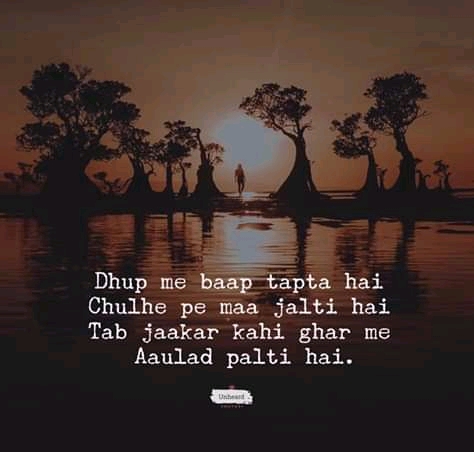 Dhup me baap tapta hai
Chulhe pe maa jalti hai
Tab jaakar kahi ghar me
Aaulad palti hai.
Unheard